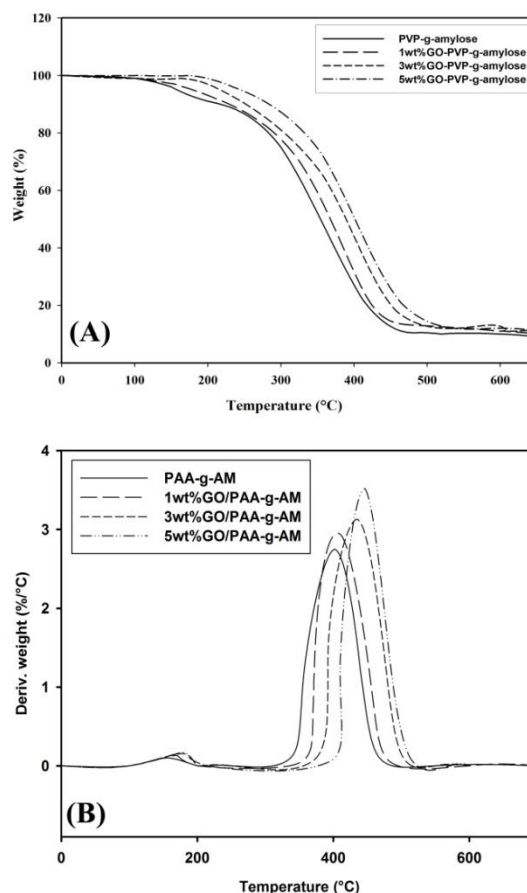 PVP-g-amylose
1wt%GO-PVP-g-amylose
3wt%GO-PVP-g-amylose
5wt%GO-PVP-g-amylose
120
100
80
60
40
20
0
Weight (%)
(A)
0 100 200 300 400 500 600
Temperature (°C)
PAA-g-AM
1wt%GO/PAA-g-AM
3wt%GO/PAA-g-AM
5wt%GO/PAA-g-AM
4
3
2
1
0
Deriv. weight (%/°C)
(B)
0 200 400 600
Temperature (°C)